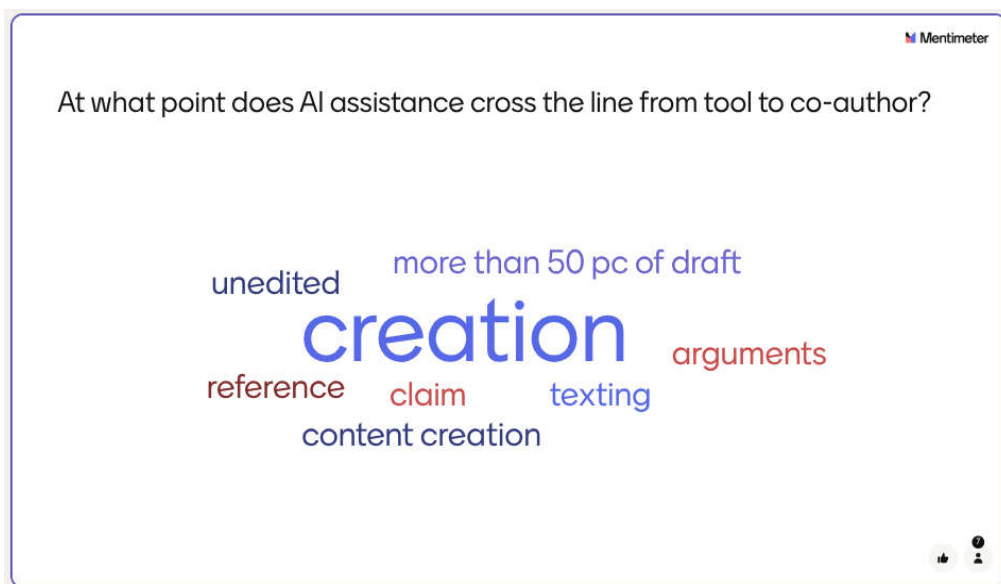 Mentimeter
At what point does AI assistance cross the line from tool to co-author?
more than 50 pc of draft
unedited
creation
arguments
reference
claim
texting
content creation
7